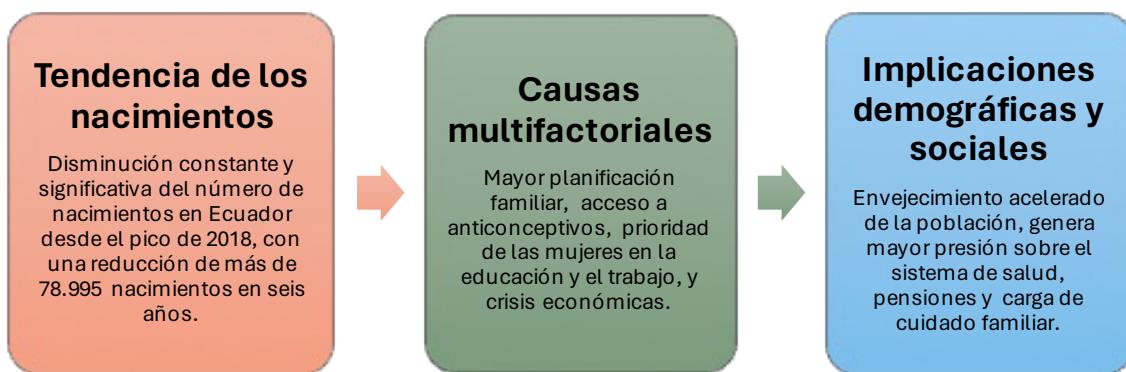 Tendencia de los
nacimientos
Disminución constante y
significativa del número de
nacimientos en Ecuador
desde el pico de 2018, con
una reducción de más de
78.995 nacimientos en seis
años.
Causas
multifactoriales
Mayor planificación
familiar, acceso a
anticonceptivos, prioridad
de las mujeres en la
educación y el trabajo, y
crisis económicas.
Implicaciones
demográficas y
sociales
Envejecimiento acelerado
de la población, genera
mayor presión sobre el
sistema de salud,
pensiones y carga de
cuidado familiar.